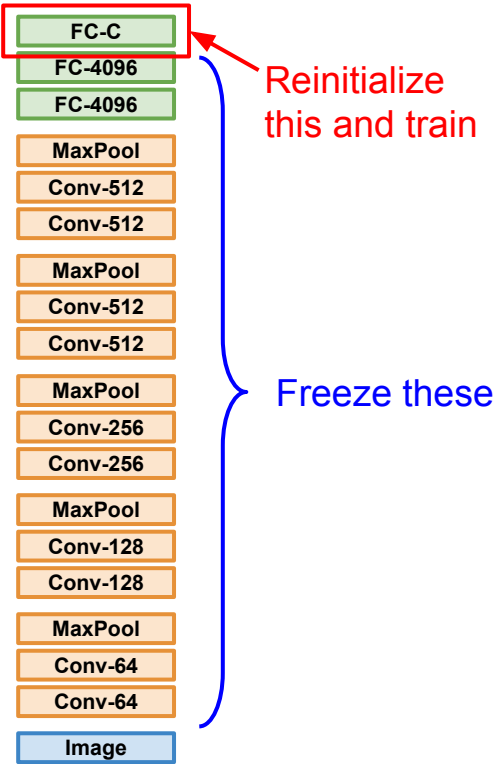 FC-C
FC-4096
FC-4096
Reinitialize
this and train
MaxPool
Conv-512
Conv-512
MaxPool
Conv-512
Conv-512
MaxPool
Conv-256
Conv-256
Freeze these
MaxPool
Conv-128
Conv-128
MaxPool
Conv-64
Conv-64
Image